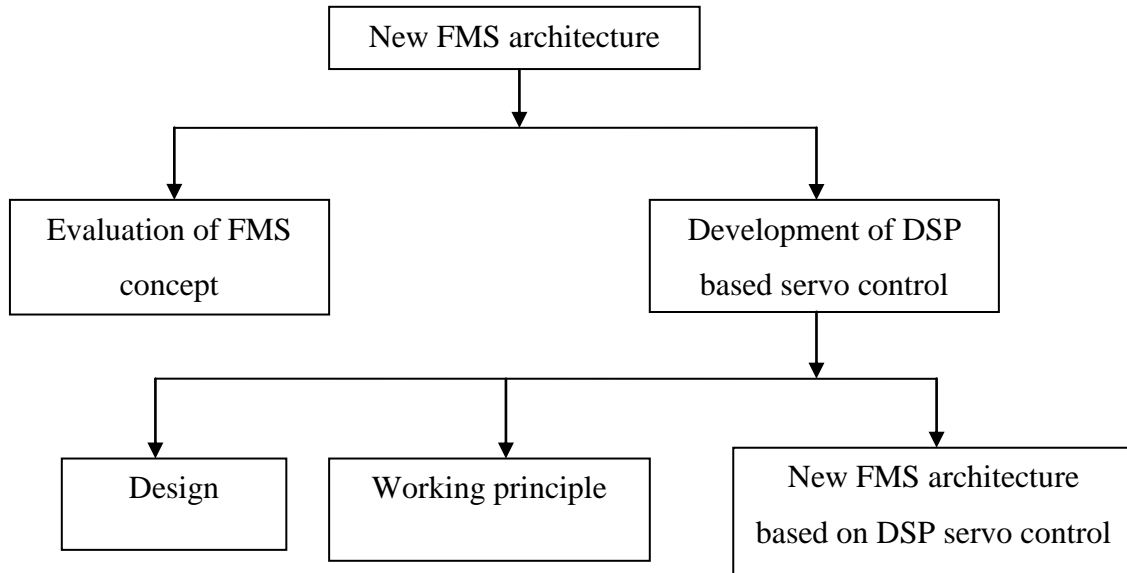 New FMS architecture
Evaluation of FMS
concept
Development of DSP
based servo control
Design
Working principle
New FMS architecture
based on DSP servo control